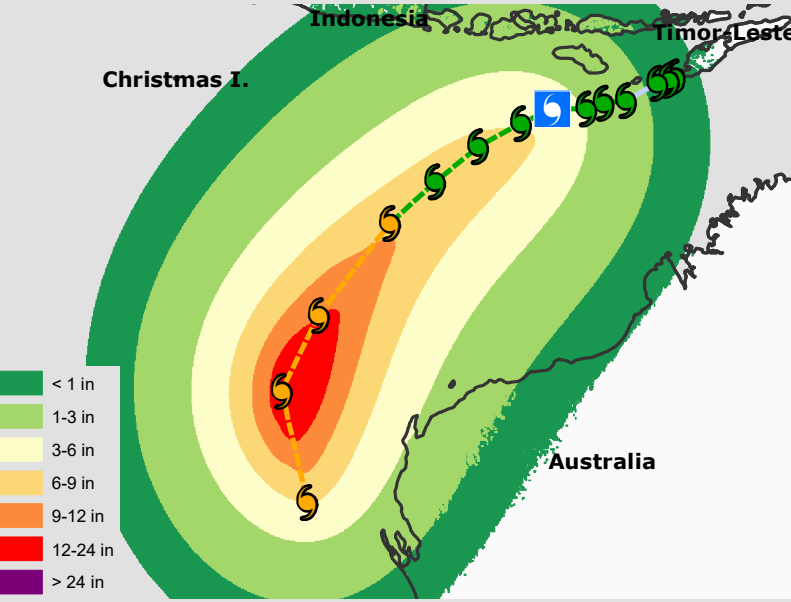 Indonesia
Timor-Leste
Christmas I.
Australia
< 1 in
1-3 in
3-6 in
6-9 in
9-12 in
12-24 in
> 24 in